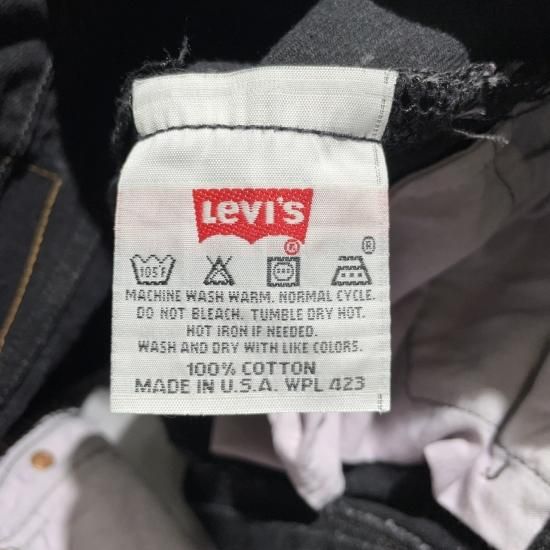 Levi's
®
®
105°F
MACHINE WASH WARM. NORMAL CYCLE.
DO NOT BLEACH. TUMBLE DRY HOT.
HOT IRON IF NEEDED.
WASH AND DRY WITH LIKE COLORS.
100% COTTON
MADE IN U.S.A. WPL 423